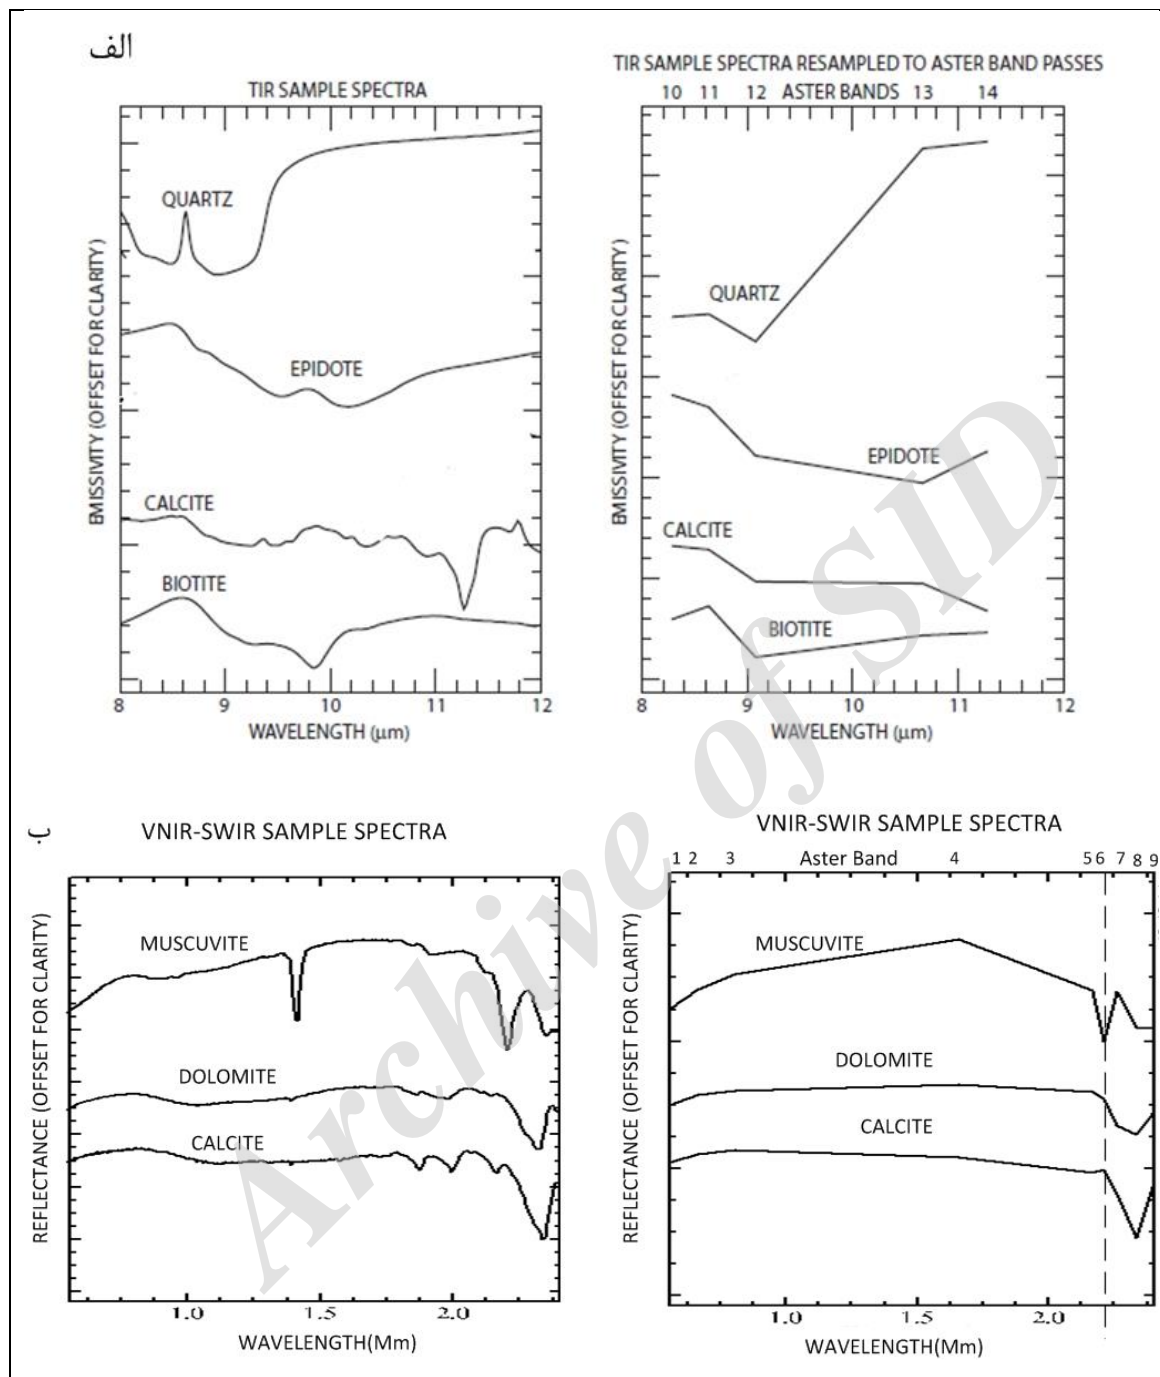 الف
TIR SAMPLE SPECTRA
EMISSIVITY (OFFSET FOR CLARITY)
QUARTZ
EPIDOTE
CALCITE
BIOTITE
8 9 10 11 12
WAVELENGTH (µm)
TIR SAMPLE SPECTRA RESAMPLED TO ASTER BAND PASSES
10 11 12 ASTER BANDS 13 14
EMISSIVITY (OFFSET FOR CLARITY)
QUARTZ
EPIDOTE
CALCITE
BIOTITE
8 9 10 11 12
WAVELENGTH (µm)
ب
VNIR-SWIR SAMPLE SPECTRA
REFLECTANCE (OFFSET FOR CLARITY)
MUSCUVITE
DOLOMITE
CALCITE
1.0 1.5 2.0
WAVELENGTH(Mm)
VNIR-SWIR SAMPLE SPECTRA
1 2 3 Aster Band 4 5 6 7 8 9
REFLECTANCE (OFFSET FOR CLARITY)
MUSCUVITE
DOLOMITE
CALCITE
1.0 1.5 2.0
WAVELENGTH(Mm)
Archive of SID